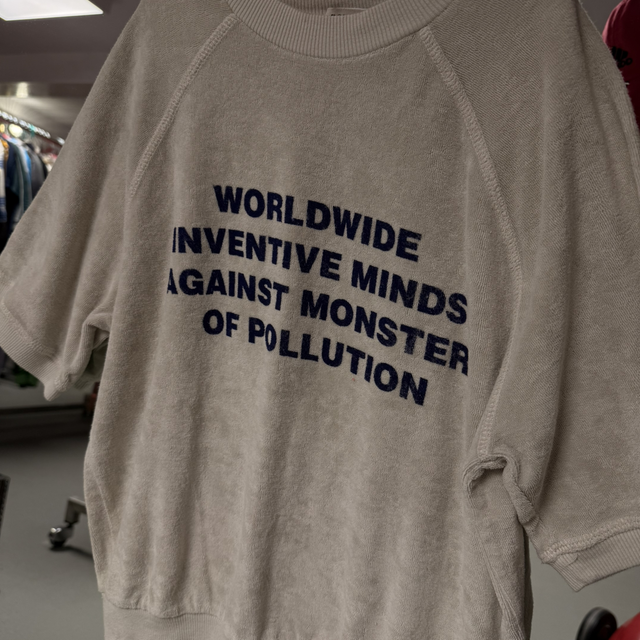 WORLDWIDE
INVENTIVE MINDS
AGAINST MONSTER
OF POLLUTION